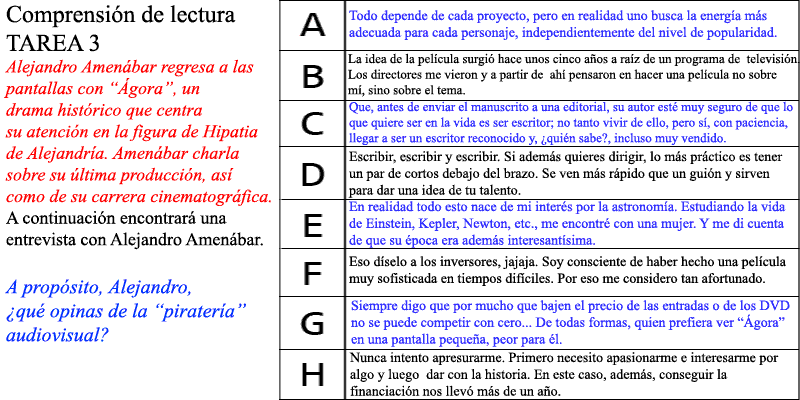 Comprensión de lectura
TAREA 3
Alejandro Amenábar regresa a las
pantallas con “Ágora”, un
drama histórico que centra
su atención en la figura de Hipatia
de Alejandría. Amenábar charla
sobre su última producción, así
como de su carrera cinematográfica.
A continuación encontrará una
entrevista con Alejandro Amenábar.
A propósito, Alejandro,
¿qué opinas de la “piratería”
audiovisual?
A
Todo depende de cada proyecto, pero en realidad uno busca la energía más
adecuada para cada personaje, independientemente del nivel de popularidad.
B
La idea de la película surgió hace unos cinco años a raíz de un programa de televisión.
Los directores me vieron y a partir de ahí pensaron en hacer una película no sobre
mí, sino sobre el tema.
C
Que, antes de enviar el manuscrito a una editorial, su autor esté muy seguro de que lo
que quiere ser en la vida es ser escritor; no tanto vivir de ello, pero sí, con paciencia,
llegar a ser un escritor reconocido y, ¿quién sabe?, incluso muy vendido.
D
Escribir, escribir y escribir. Si además quieres dirigir, lo más práctico es tener
un par de cortos debajo del brazo. Se ven más rápido que un guión y sirven
para dar una idea de tu talento.
E
En realidad todo esto nace de mi interés por la astronomía. Estudiando la vida
de Einstein, Kepler, Newton, etc., me encontré con una mujer. Y me di cuenta
de que su época era además interesantísima.
F
Eso díselo a los inversores, jajaja. Soy consciente de haber hecho una película
muy sofisticada en tiempos difíciles. Por eso me considero tan afortunado.
G
Siempre digo que por mucho que bajen el precio de las entradas o de los DVD
no se puede competir con cero... De todas formas, quien prefiera ver “Ágora”
en una pantalla pequeña, peor para él.
H
Nunca intento apresurarme. Primero necesito apasionarme e interesarme por
algo y luego dar con la historia. En este caso, además, conseguir la
financiación nos llevó más de un año.